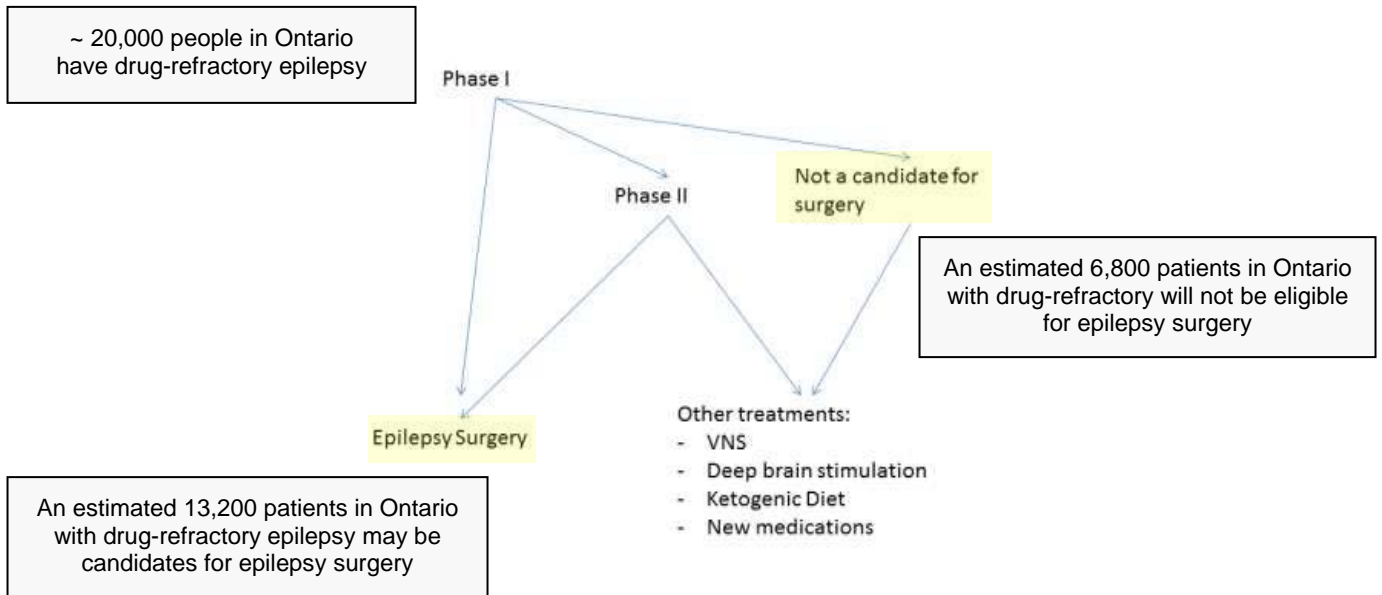 ~ 20,000 people in Ontario
have drug-refractory epilepsy
Phase I
Phase II
Not a candidate for
surgery
An estimated 6,800 patients in Ontario
with drug-refractory will not be eligible
for epilepsy surgery
Epilepsy Surgery
An estimated 13,200 patients in Ontario
with drug-refractory epilepsy may be
candidates for epilepsy surgery
Other treatments:
- VNS
- Deep brain stimulation
- Ketogenic Diet
- New medications